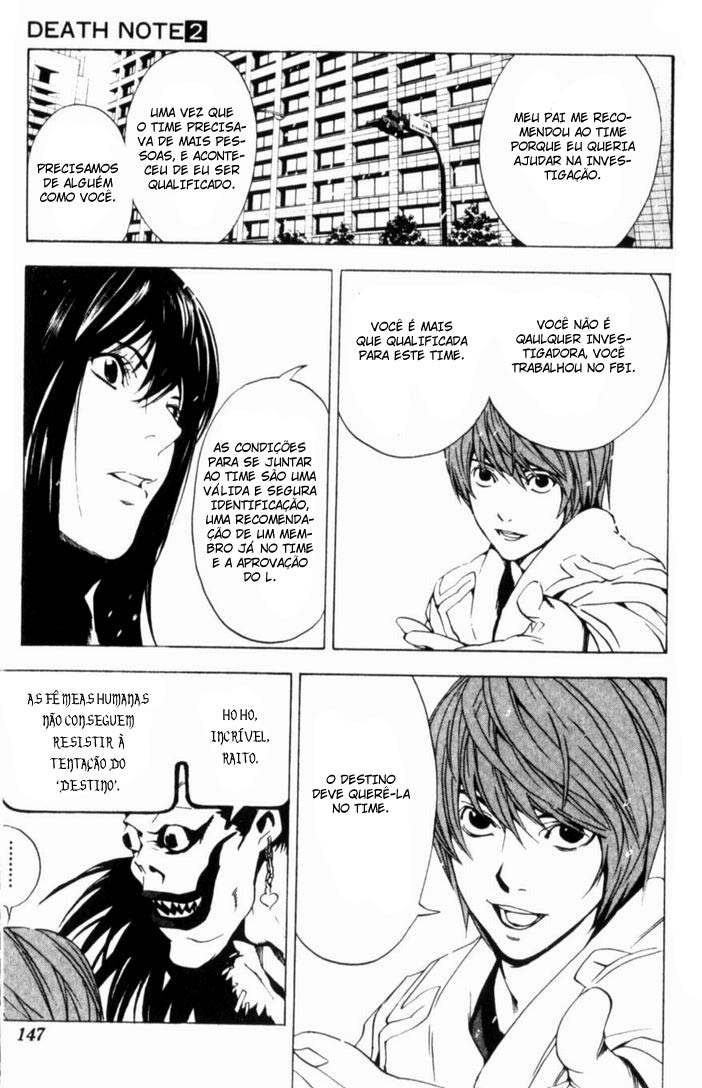 DEATH NOTE 2
MEU PAI ME RECO-
MENDOU AO TIME
PORQUE EU QUERIA
AJUDAR NA INVES-
TIGAÇÃO.
UMA VEZ QUE
O TIME PRECISA-
VA DE MAIS PES-
SOAS, E ACONTE-
CEU DE EU SER
QUALIFICADO.
PRECISAMOS
DE ALGUÉM
COMO VOCÊ.
VOCÊ NÃO É
QAULQUER INVES-
TIGADORA, VOCÊ
TRABALHOU NO FBI.
VOCÊ É MAIS
QUE QUALIFICADA
PARA ESTE TIME.
AS CONDIÇÕES
PARA SE JUNTAR
AO TIME SÃO UMA
VÁLIDA E SEGURA
IDENTIFICAÇÃO,
UMA RECOMENDA-
ÇÃO DE UM MEM-
BRO JÁ NO TIME
E A APROVAÇÃO
DO L.
O DESTINO
DEVE QUERÊ-LA
NO TIME.
HO HO,
INCRÍVEL,
RAITO.
AS FÊMEAS HUMANAS
NÃO CONSEGUEM
RESISTIR À
TENTAÇÃO DO
'DESTINO'.
.........
147